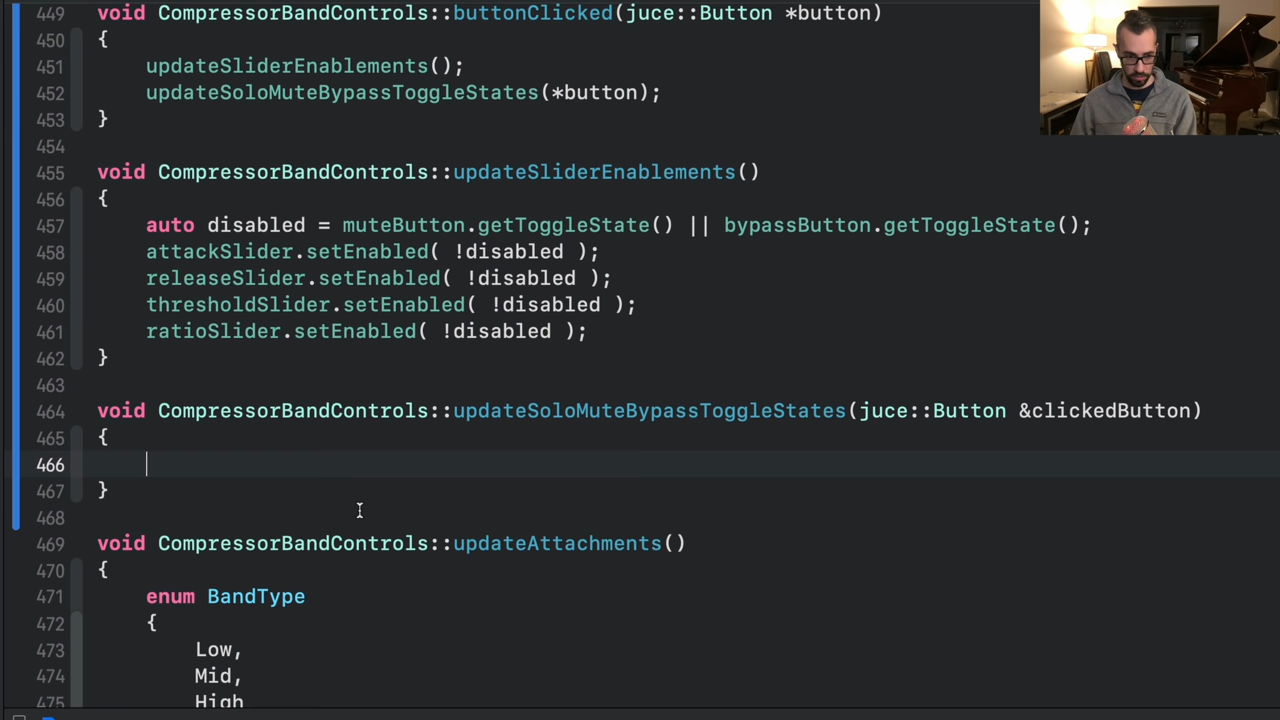 449 void CompressorBandControls::buttonClicked(juce::Button *button)
450 {
451 updateSliderEnablements();
452 updateSoloMuteBypassToggleStates(*button);
453 }
454
455 void CompressorBandControls::updateSliderEnablements()
456 {
457 auto disabled = muteButton.getToggleState() || bypassButton.getToggleState();
458 attackSlider.setEnabled( !disabled );
459 releaseSlider.setEnabled( !disabled );
460 thresholdSlider.setEnabled( !disabled );
461 ratioSlider.setEnabled( !disabled );
462 }
463
464 void CompressorBandControls::updateSoloMuteBypassToggleStates(juce::Button &clickedButton)
465 {
466
467 }
468
469 void CompressorBandControls::updateAttachments()
470 {
471 enum BandType
472 {
473 Low,
474 Mid,
475 High